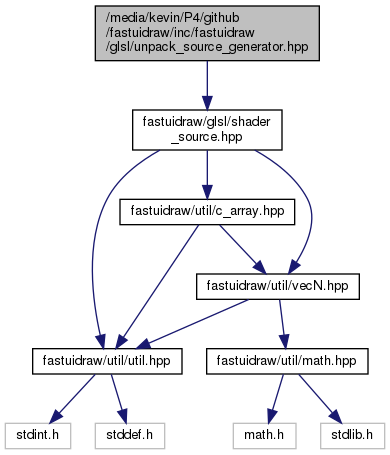 /media/kevin/P4/github
/fastuidraw/inc/fastuidraw
/glsl/unpack_source_generator.hpp
fastuidraw/glsl/shader
_source.hpp
fastuidraw/util/c_array.hpp
fastuidraw/util/vecN.hpp
fastuidraw/util/util.hpp
fastuidraw/util/math.hpp
stdint.h
stddef.h
math.h
stdlib.h